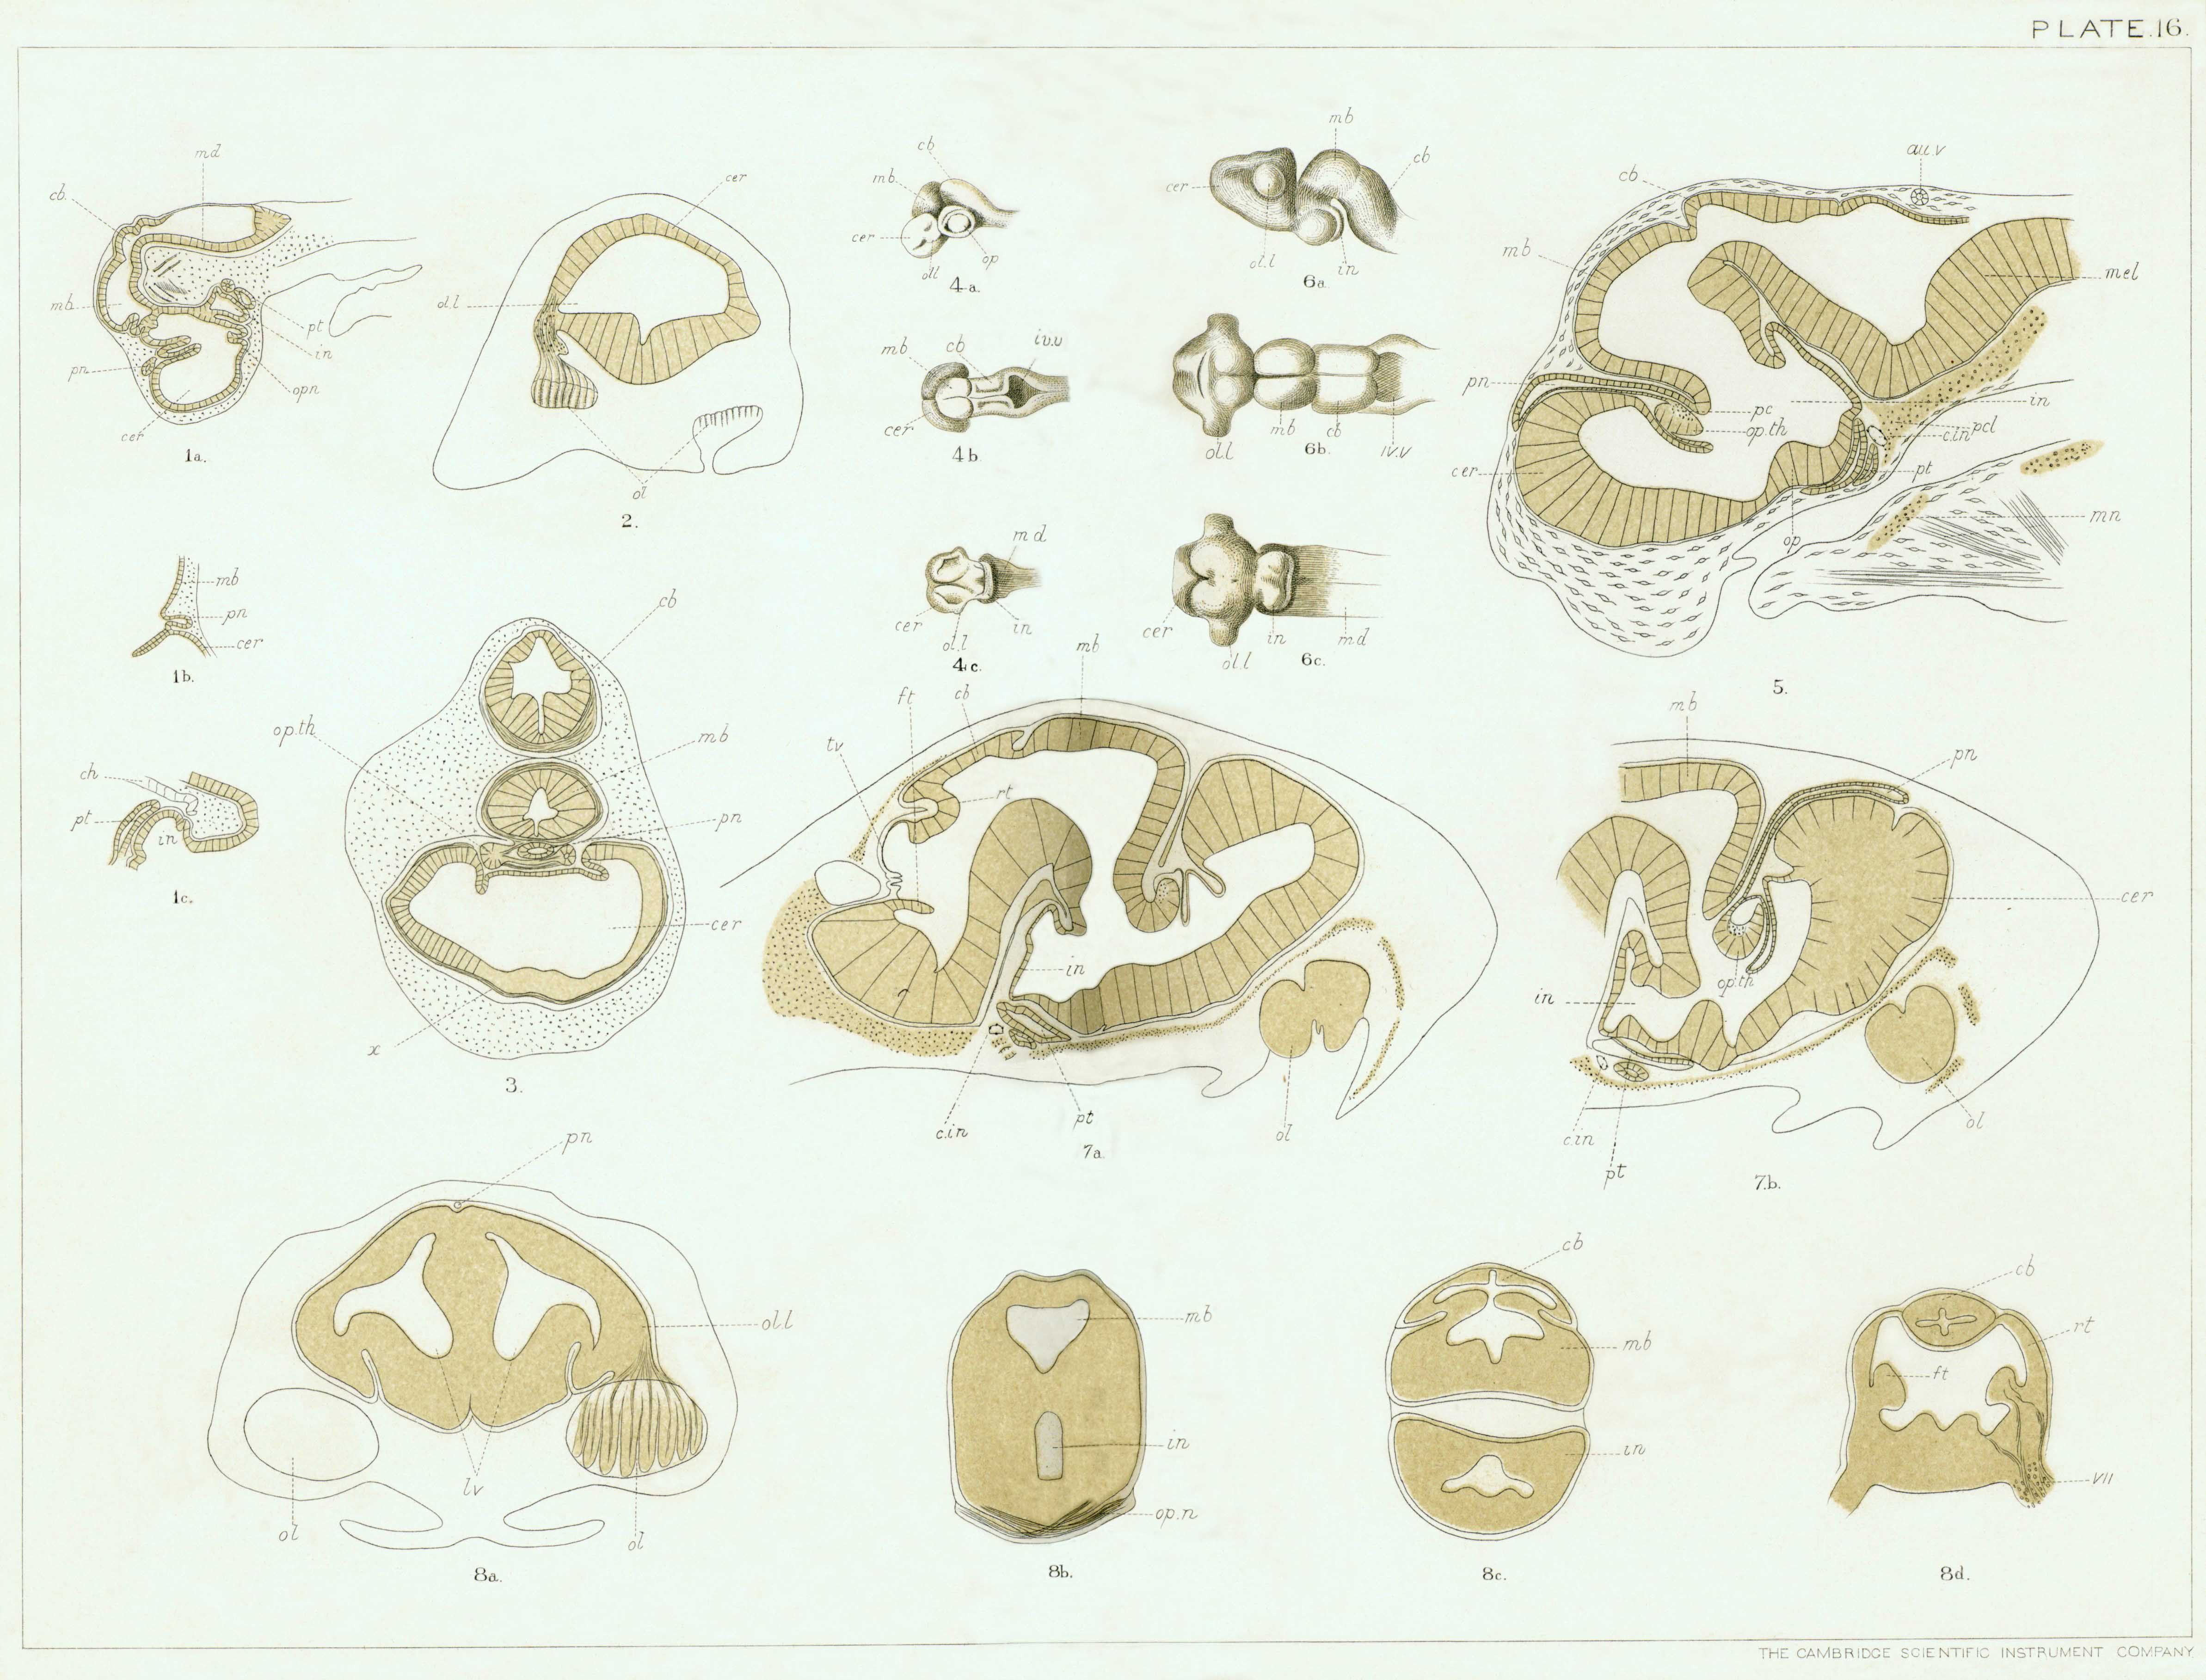 PLATE.16.
md
cb.
mb.
pn
cer
pt
in
opn
1a.
cer
ol.l
ol
2.
cb
mb.
cer
oll
op
4a.
mb
cb
iv.v
cer
4b
md
cer
ol.l
in
4c.
mb
cb
cer
ol.l
in
6a.
ol.l
mb
cb
iv.v
6b.
cer
ol.l
in
md
6c.
au.v
cb
mb
mel
pn
pc
op.th
in
c.in
pcl
cer
pt
op
mn
5.
mb
pn
cer
1b.
ch
pt
in
1c.
cb
op.th
mb
pn
cer
x
3.
mb
cb
ft
tv
rt
in
c.in
pt
ol
7a
mb
pn
cer
op.th
in
c.in
pt
ol
7.b.
pn
ol.l
lv
ol
ol
8a.
mb
in
op.n
8b.
cb
mb
in
8c.
cb
rt
ft
VII
8d.
THE CAMBRIDGE SCIENTIFIC INSTRUMENT COMPANY